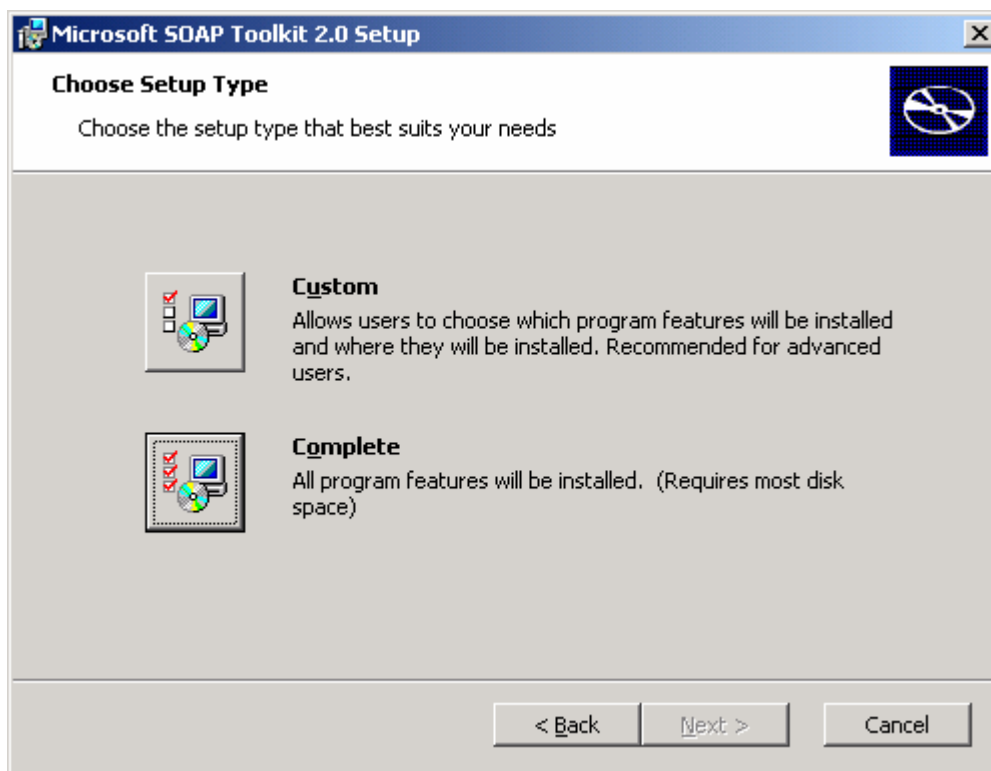 Microsoft SOAP Toolkit 2.0 Setup
Choose Setup Type
Choose the setup type that best suits your needs
Custom
Allows users to choose which program features will be installed
and where they will be installed. Recommended for advanced
users.
Complete
All program features will be installed. (Requires most disk
space)
< Back
Next >
Cancel